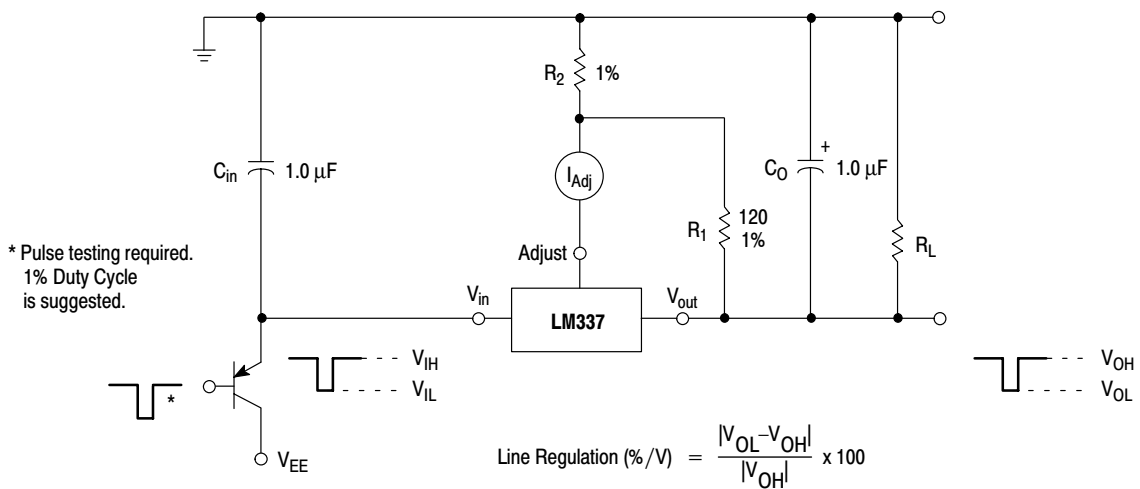 R2 1%
Cin 1.0 μF
IAdj
CO + 1.0 μF
120
R1 1%
RL
* Pulse testing required.
1% Duty Cycle
is suggested.
Adjust
Vin
LM337
Vout
VIH
VIL
*
VEE
VOH
VOL
Line Regulation (%/V) = |VOL–VOH| / |VOH| x 100